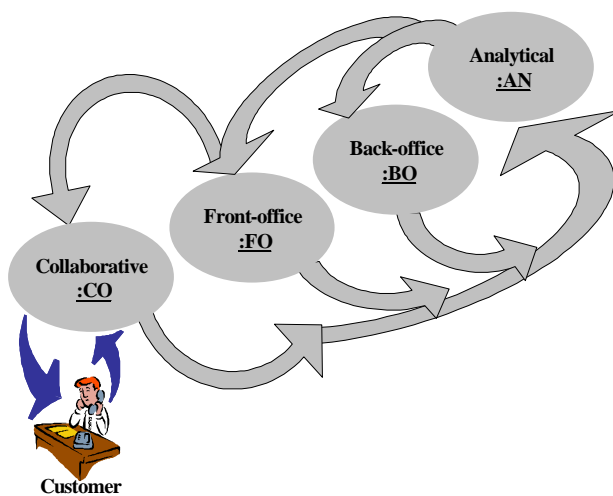 Analytical
:AN
Back-office
:BO
Front-office
:FO
Collaborative
:CO
Customer